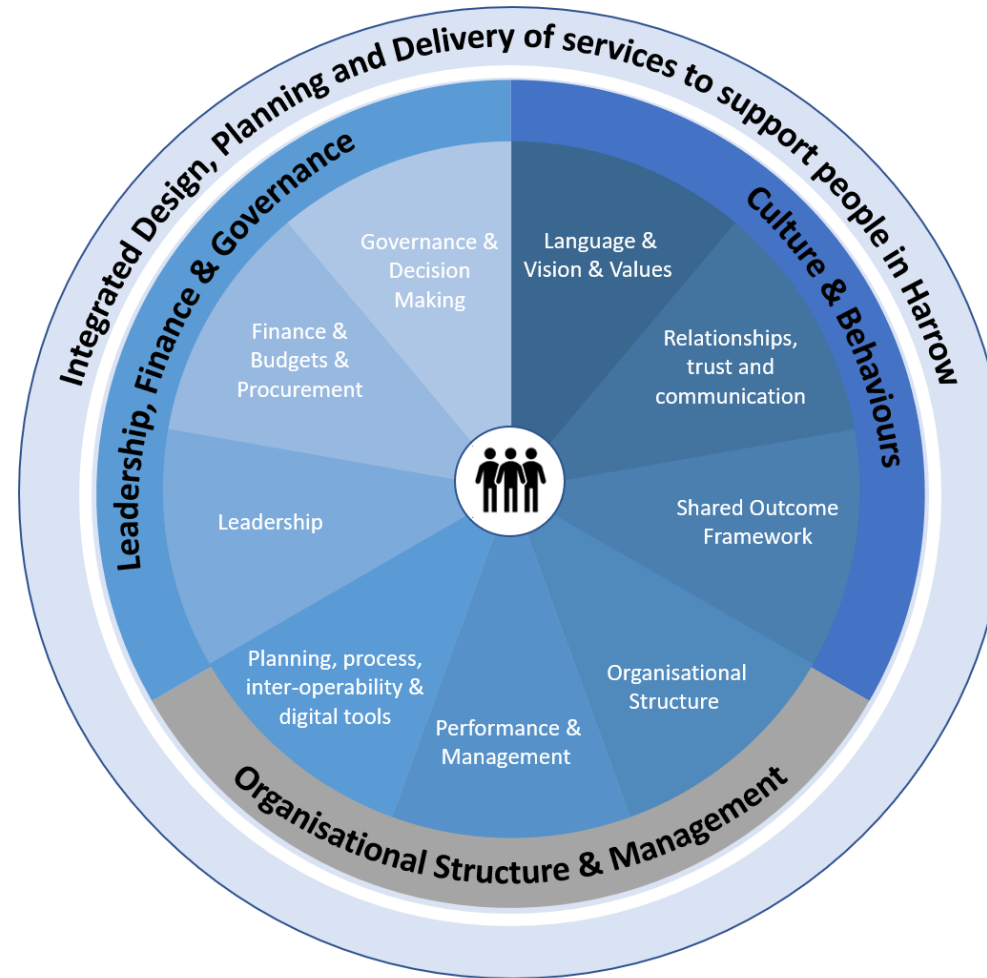 Integrated Design, Planning and Delivery of services to support people in Harrow
Leadership, Finance & Governance
Culture & Behaviours
Organisational Structure & Management
Governance &
Decision
Making
Language &
Vision & Values
Finance &
Budgets &
Procurement
Relationships,
trust and
communication
Leadership
Shared Outcome
Framework
Planning, process,
inter-operability &
digital tools
Performance &
Management
Organisational
Structure